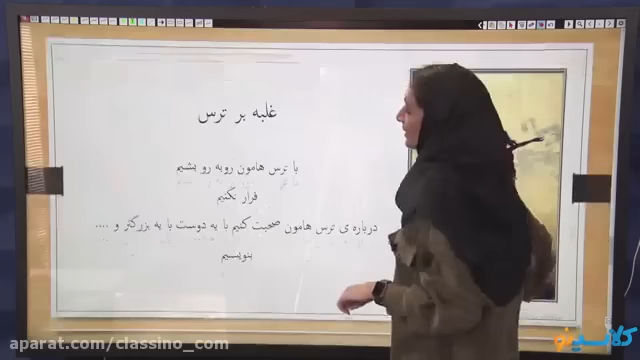 غلبه بر ترس
با ترس هامون روبه رو بشیم
فرار نکنیم
درباره ی ترس هامون صحبت کنیم با یه دوست یا یه بزرگتر و ....
بنویسیم
کلاسینو
aparat.com/classino_com